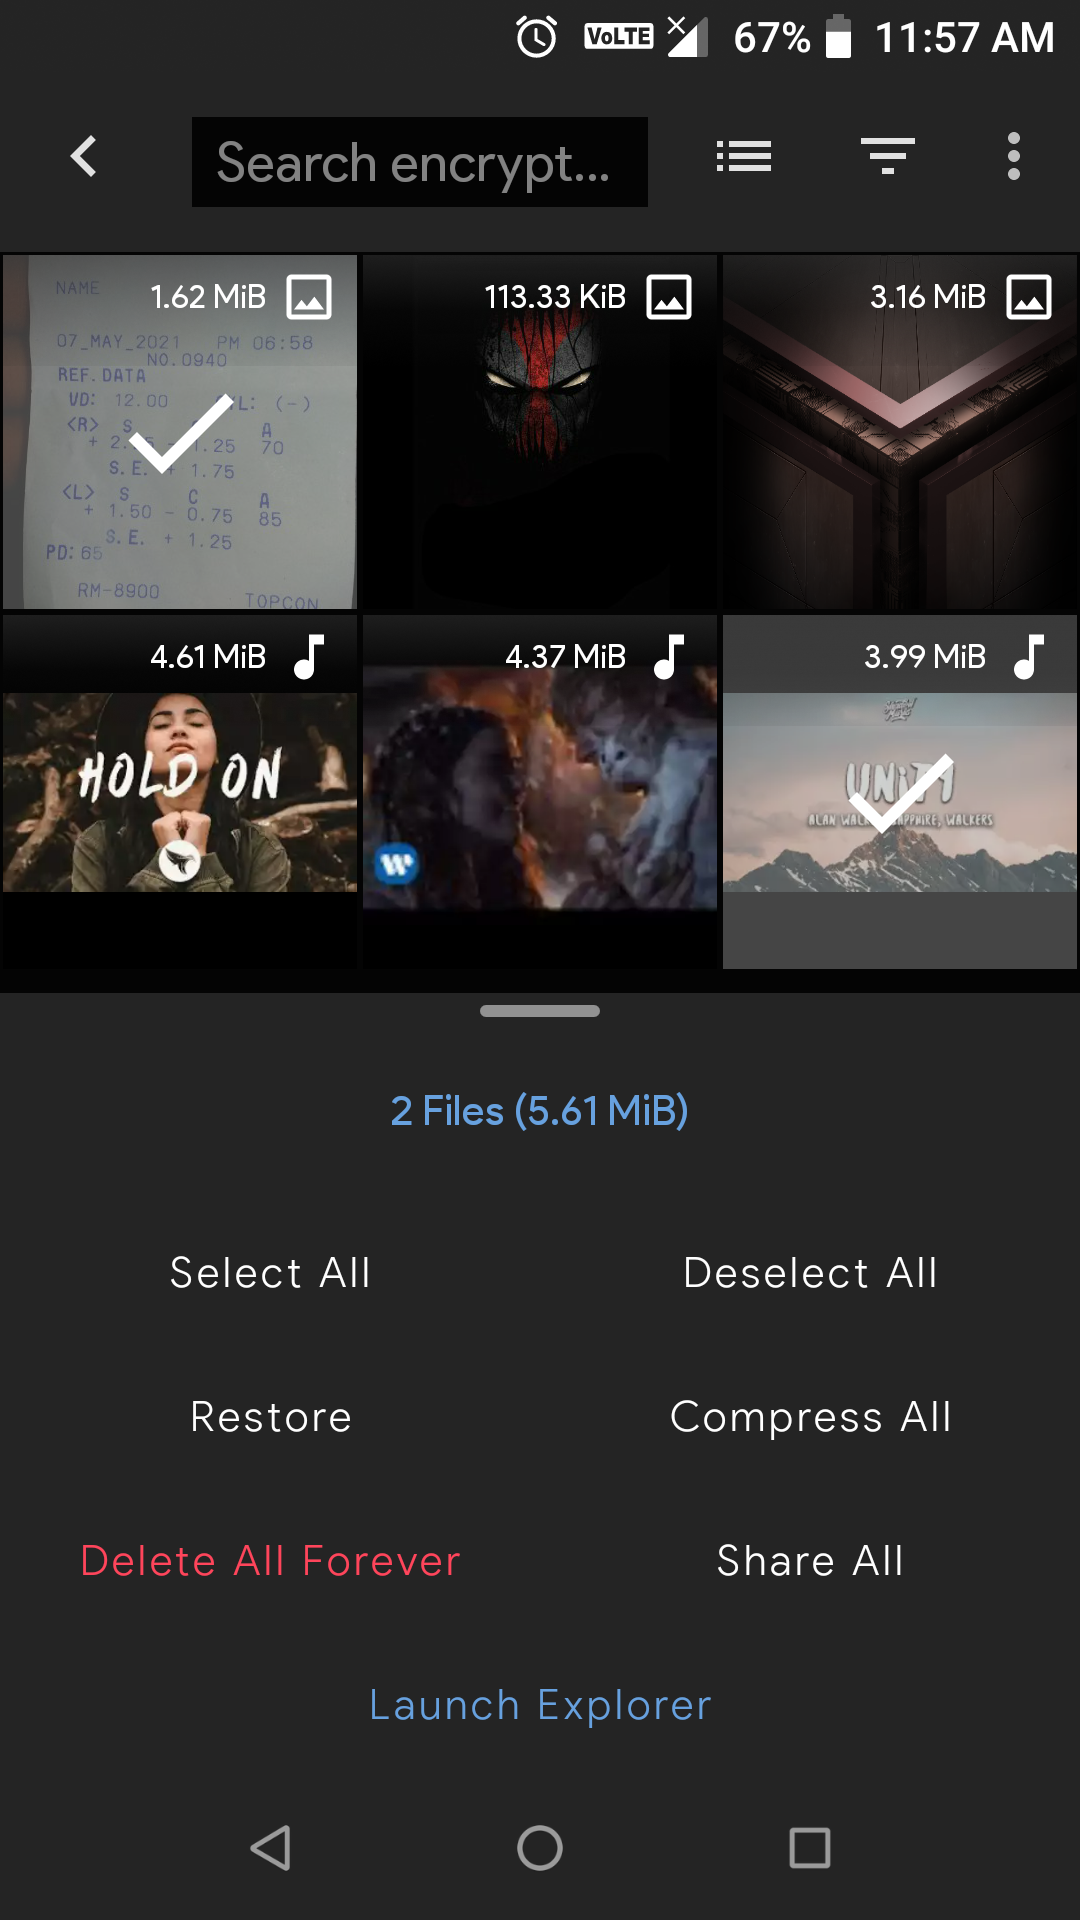 VoLTE 67% 11:57 AM
Search encrypt...
1.62 MiB
NAME
07_MAY_2021 PM 06:58
NO.0940
REF. DATA
VD: 12.00 (-)
<R> S A
+ 1.25 70
S.E. + 1.75
<L> S C A
+ 1.50 - 0.75 85
S.E. + 1.25
PD: 65
RM-8900
TOPCON
113.33 KiB
3.16 MiB
4.61 MiB
HOLD ON
4.37 MiB
W
3.99 MiB
UNITY
ALAN WALKERS
2 Files (5.61 MiB)
Select All
Deselect All
Restore
Compress All
Delete All Forever
Share All
Launch Explorer